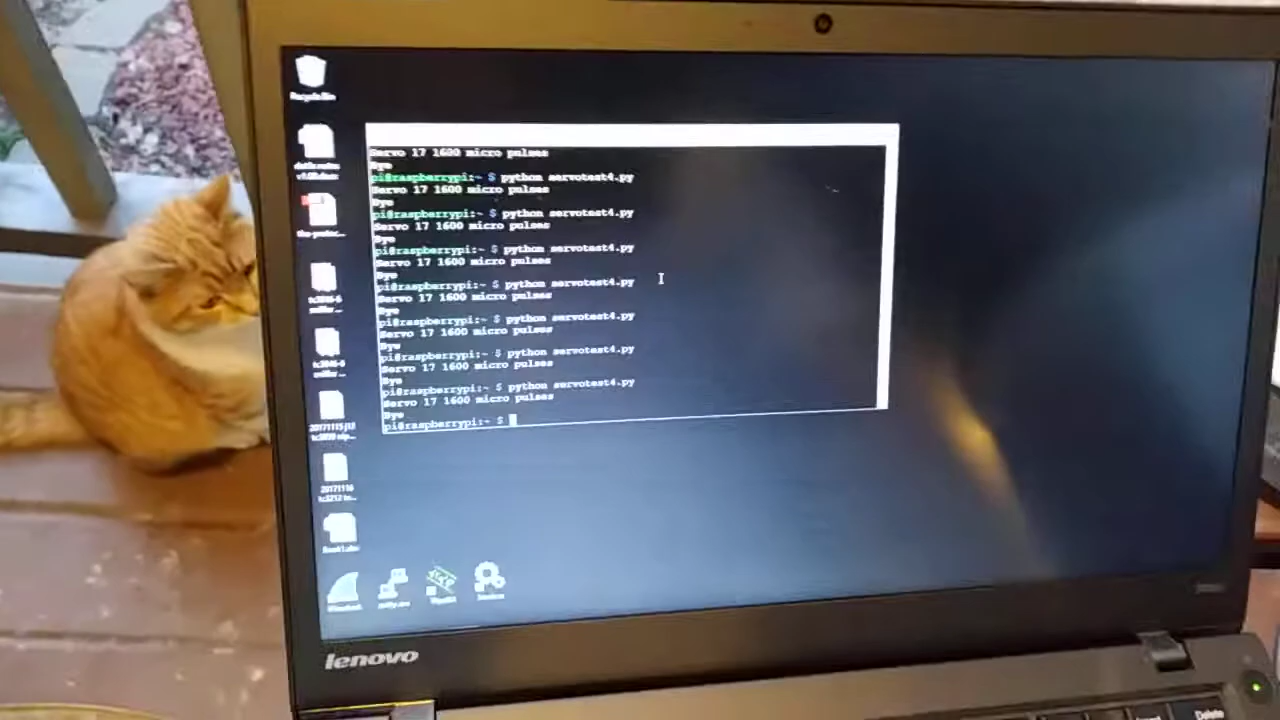 Recycle Bin
Servo 17 1600 micro pulses
Bye
pi@raspberrypi:~ $ python servotest4.py
Servo 17 1600 micro pulses
Bye
pi@raspberrypi:~ $ python servotest4.py
Servo 17 1600 micro pulses
Bye
pi@raspberrypi:~ $ python servotest4.py
Servo 17 1600 micro pulses
Bye
pi@raspberrypi:~ $ python servotest4.py
Servo 17 1600 micro pulses
Bye
pi@raspberrypi:~ $ python servotest4.py
Servo 17 1600 micro pulses
Bye
pi@raspberrypi:~ $ python servotest4.py
Servo 17 1600 micro pulses
Bye
pi@raspberrypi:~ $ python servotest4.py
Servo 17 1600 micro pulses
Bye
pi@raspberrypi:~ $
20171116
lenovo
Delete